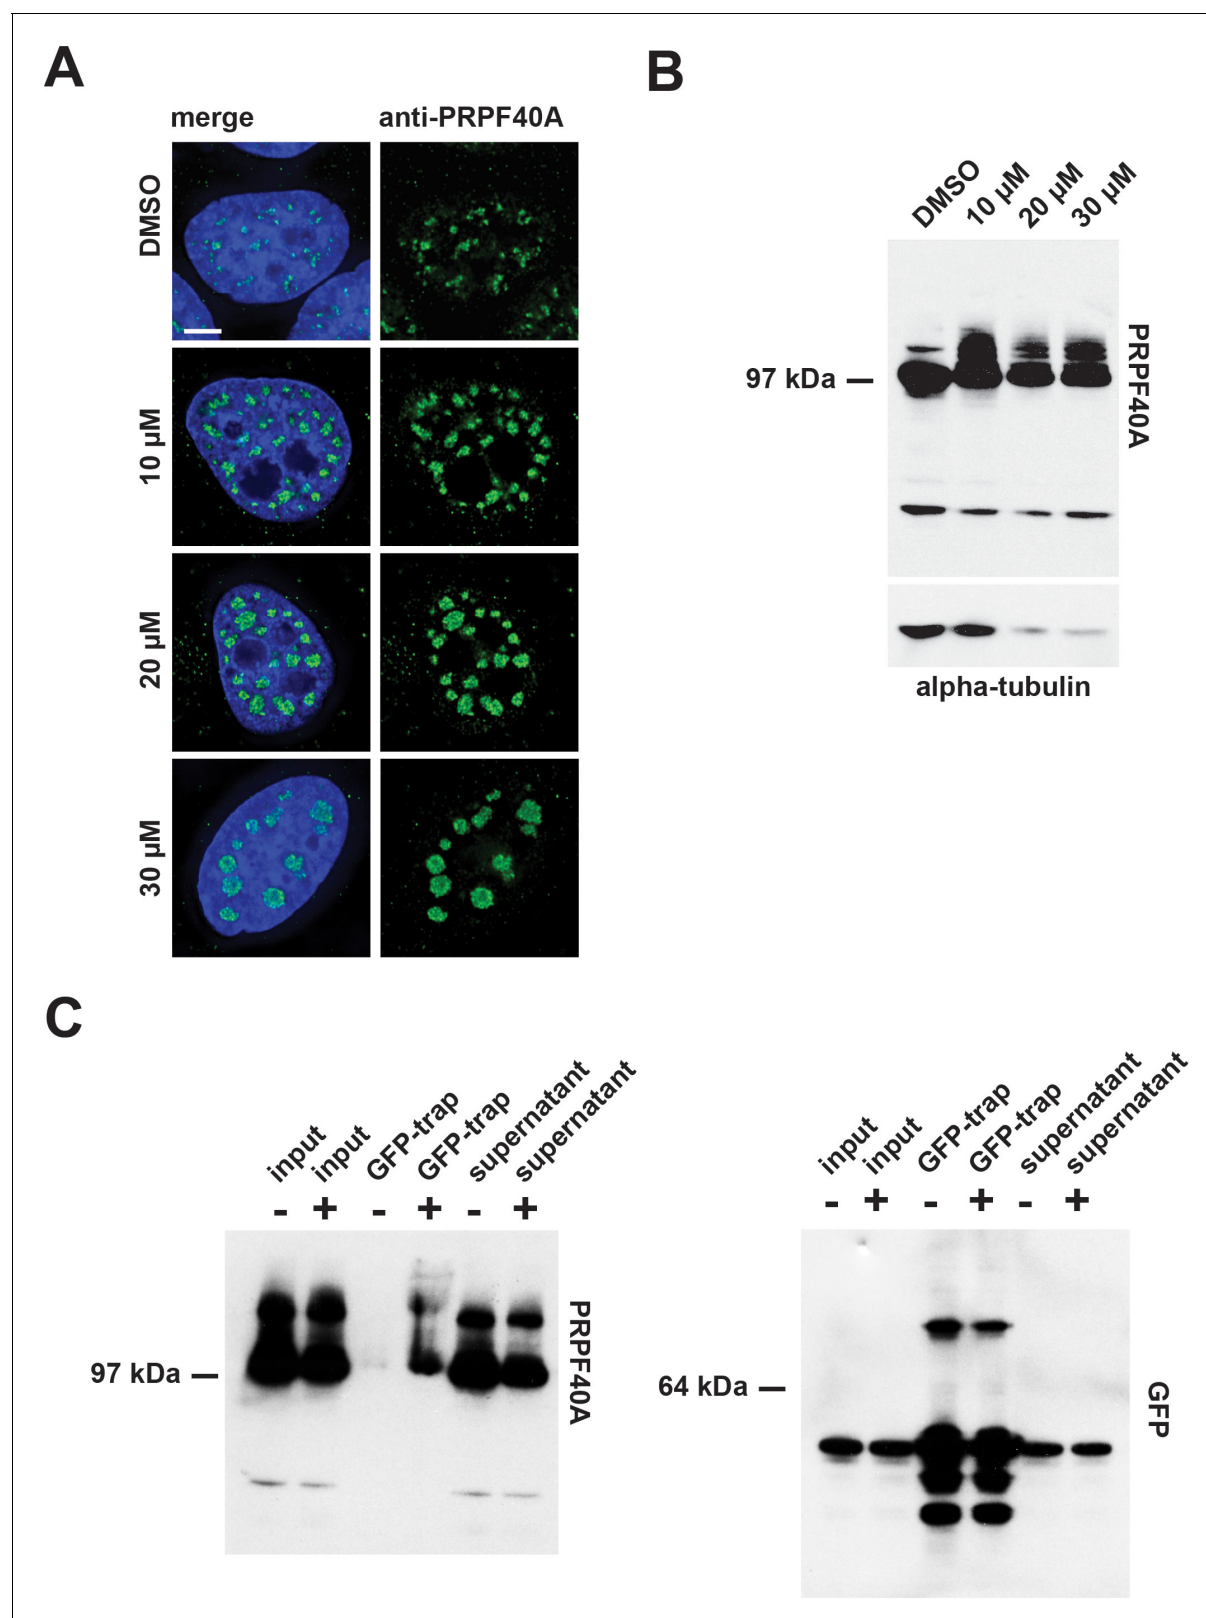 A
merge anti-PRPF40A
DMSO
10 µM
20 µM
30 µM
B
DMSO 10 µM 20 µM 30 µM
97 kDa
PRPF40A
alpha-tubulin
C
input input GFP-trap GFP-trap supernatant supernatant
- + - + - +
97 kDa
PRPF40A
input input GFP-trap GFP-trap supernatant supernatant
- + - + - +
64 kDa
GFP